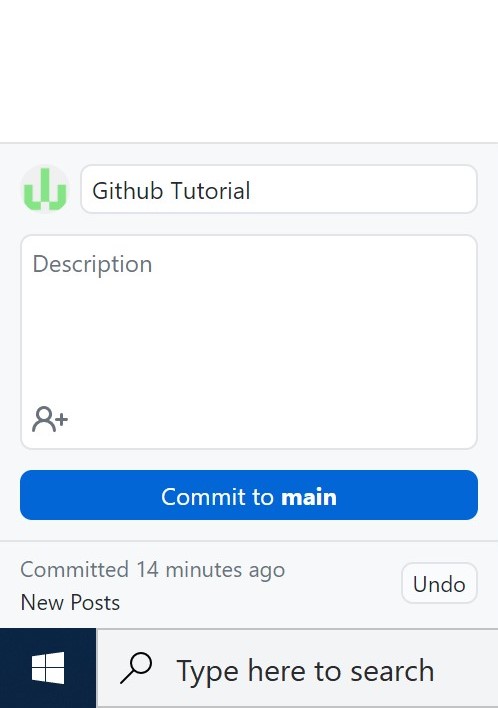 Github Tutorial
Description
Commit to main
Committed 14 minutes ago
New Posts
Undo
Type here to search